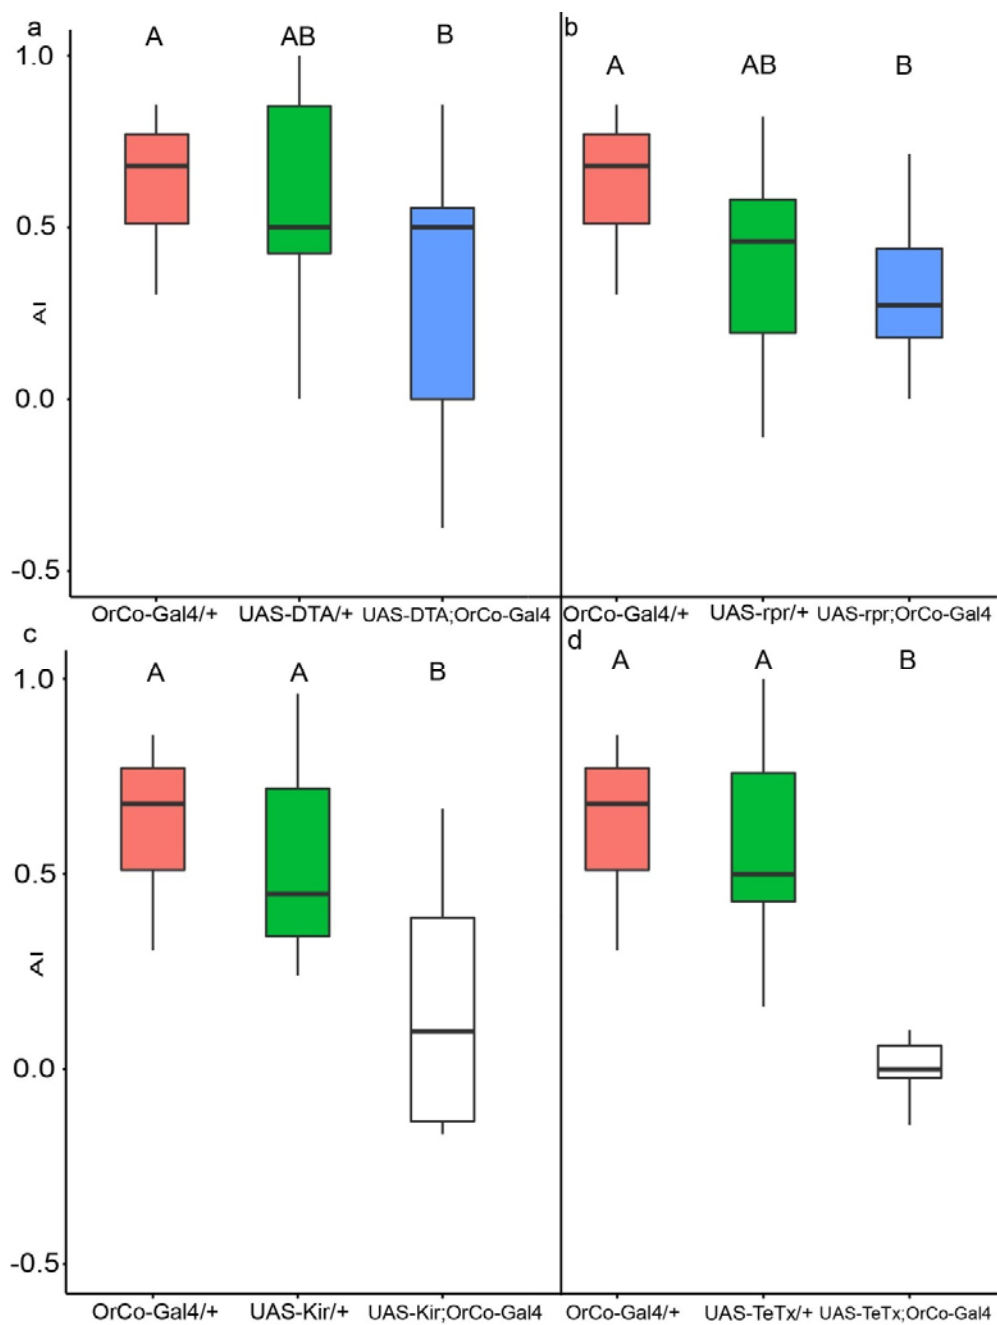 a
A AB B
1.0
0.5
AI
0.0
-0.5
OrCo-Gal4/+ UAS-DTA/+ UAS-DTA;OrCo-Gal4
b
A AB B
OrCo-Gal4/+ UAS-rpr/+ UAS-rpr;OrCo-Gal4
c
A A B
1.0
0.5
AI
0.0
-0.5
OrCo-Gal4/+ UAS-Kir/+ UAS-Kir;OrCo-Gal4
d
A A B
OrCo-Gal4/+ UAS-TeTx/+ UAS-TeTx;OrCo-Gal4